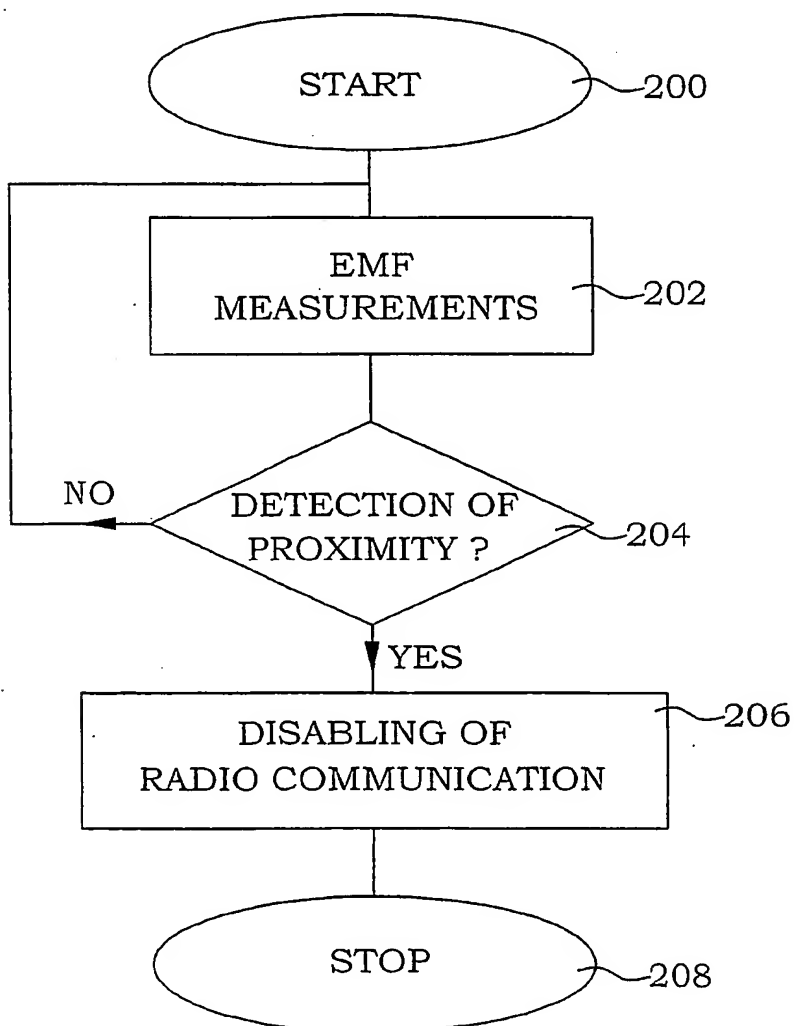 START
200
EMF
MEASUREMENTS
202
NO
DETECTION OF
PROXIMITY ?
204
YES
206
DISABLING OF
RADIO COMMUNICATION
STOP
208